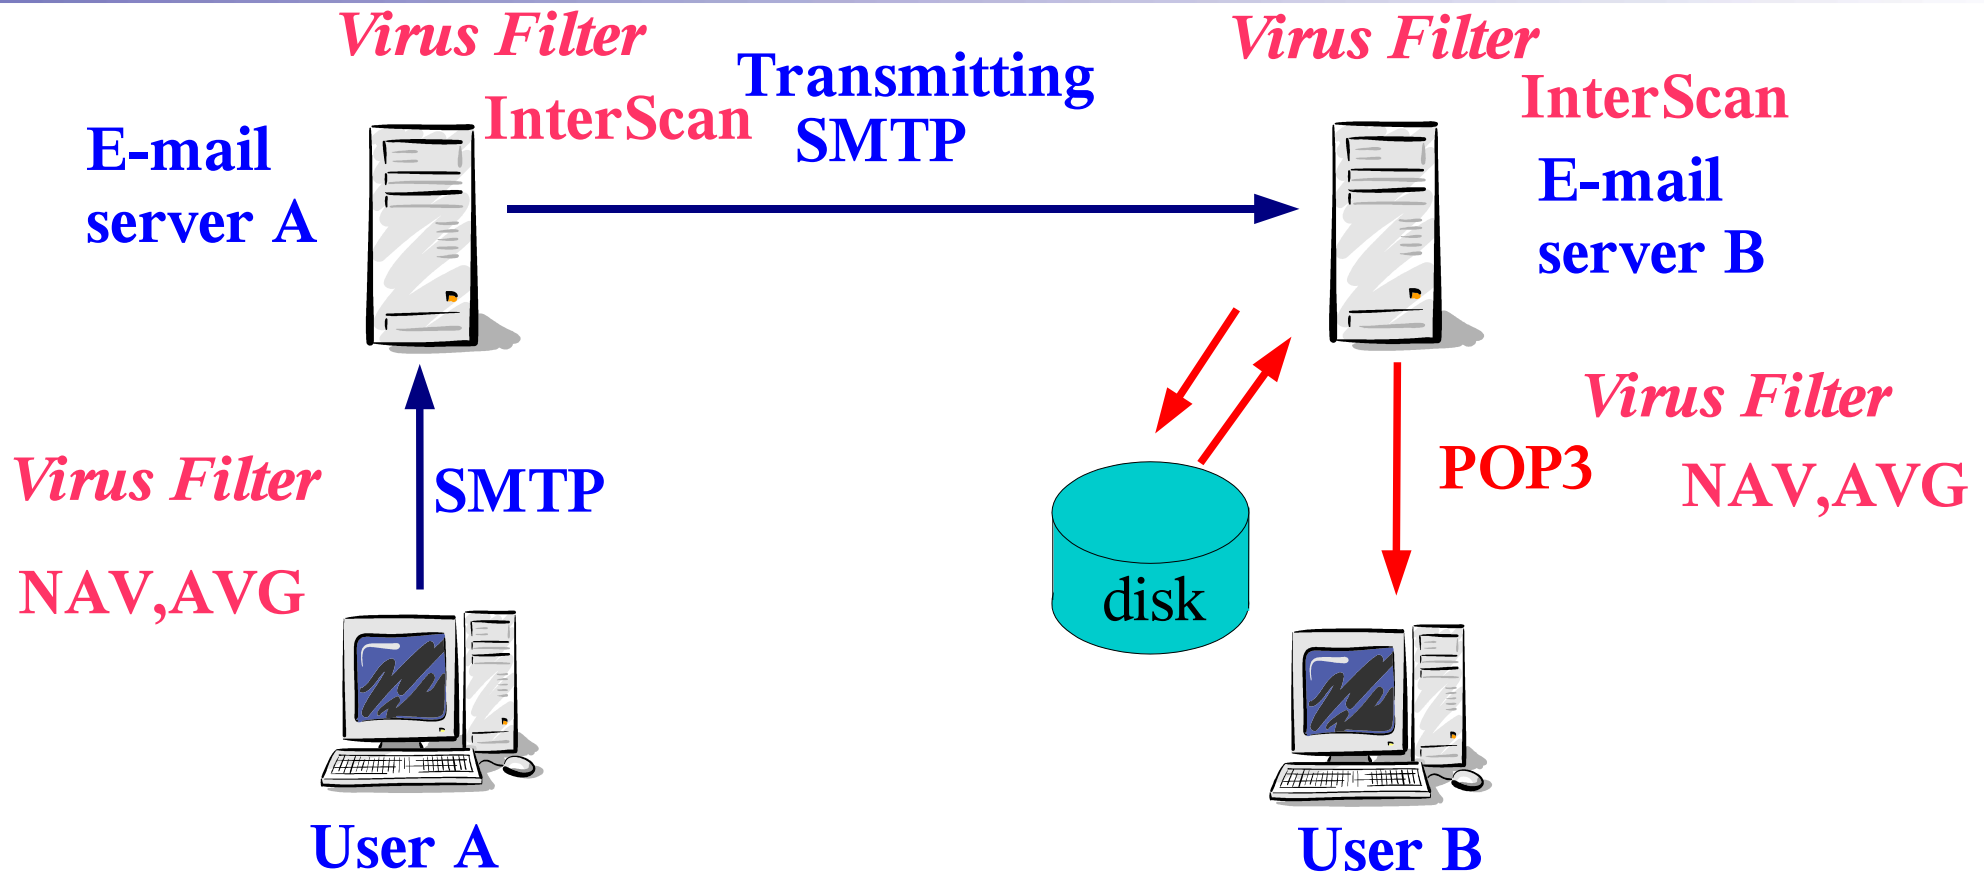 Virus Filter
InterScan
E-mail
server A
Transmitting
SMTP
Virus Filter
InterScan
E-mail
server B
Virus Filter
NAV,AVG
SMTP
disk
POP3
Virus Filter
NAV,AVG
User A
User B